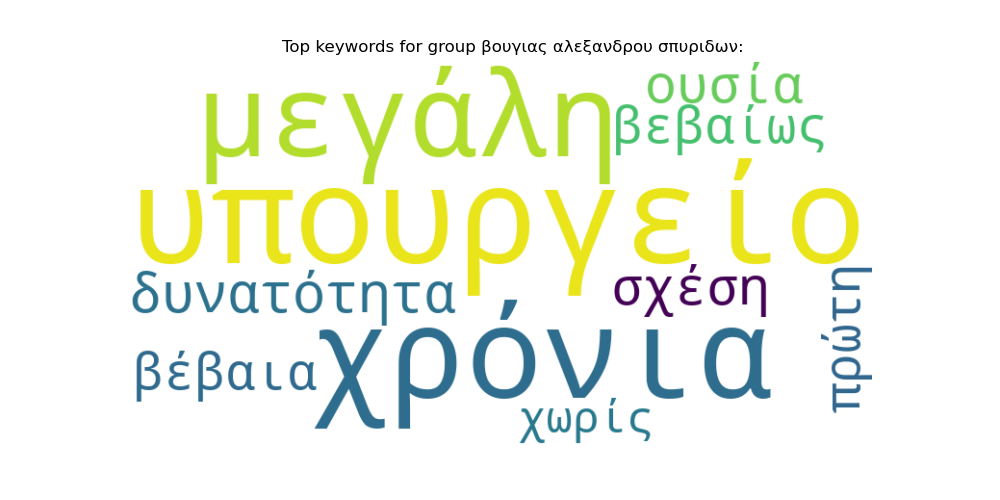 Top keywords for group βουγιας αλεξανδρου σπυριδων:
μεγάλη
ουσία
βεβαίως
υπουργείο
δυνατότητα
σχέση
πρώτη
χρόνια
βέβαια
χωρίς